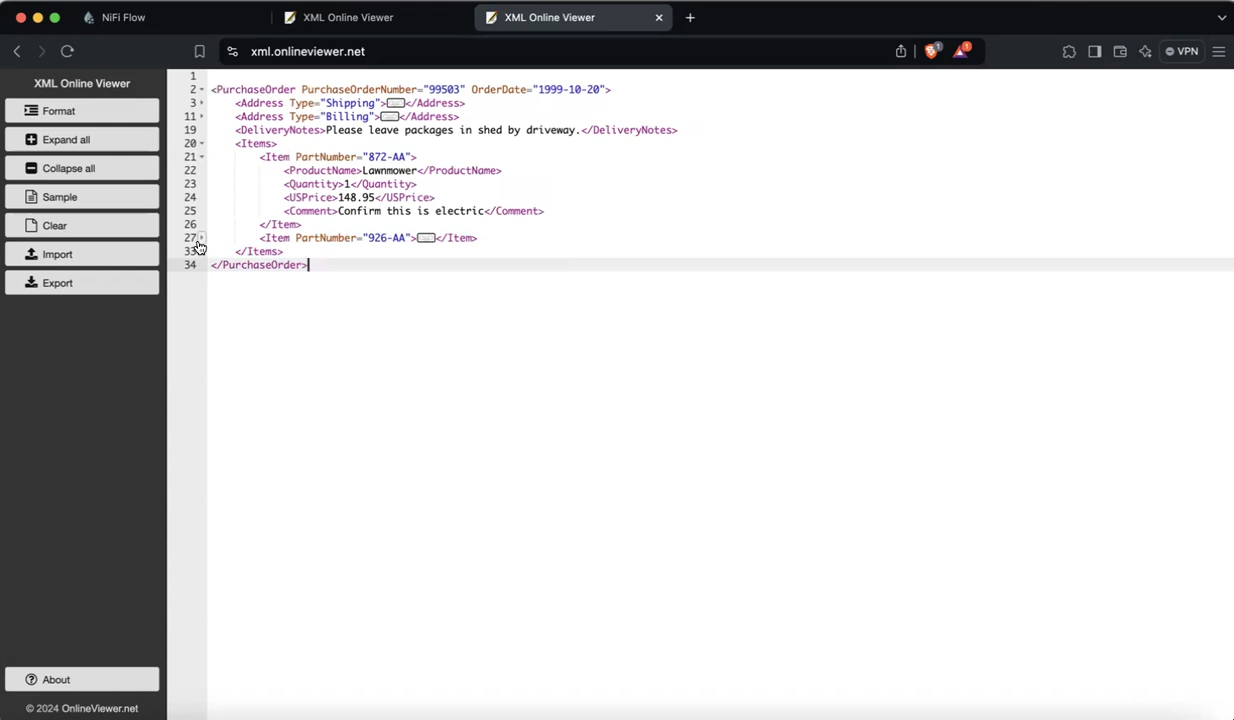 NiFi Flow
XML Online Viewer
XML Online Viewer
xml.onlineviewer.net
1
1
VPN
XML Online Viewer
Format
Expand all
Collapse all
Sample
Clear
Import
Export
About
© 2024 OnlineViewer.net
1
2 <PurchaseOrder PurchaseOrderNumber="99503" OrderDate="1999-10-20">
3 <Address Type="Shipping"></Address>
11 <Address Type="Billing"></Address>
19 <DeliveryNotes>Please leave packages in shed by driveway.</DeliveryNotes>
20 <Items>
21 <Item PartNumber="872-AA">
22 <ProductName>Lawnmower</ProductName>
23 <Quantity>1</Quantity>
24 <USPrice>148.95</USPrice>
25 <Comment>Confirm this is electric</Comment>
26 </Item>
27 <Item PartNumber="926-AA"></Item>
33 </Items>
34 </PurchaseOrder>